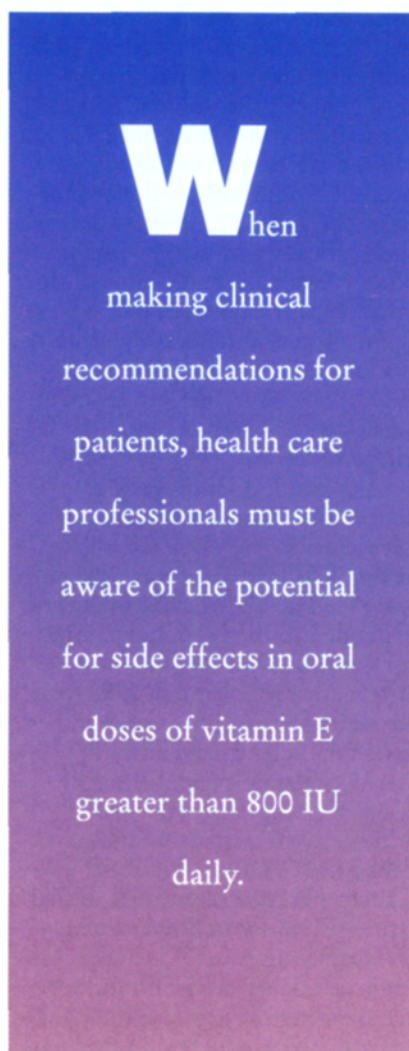 When
making clinical
recommendations for
patients, health care
professionals must be
aware of the potential
for side effects in oral
doses of vitamin E
greater than 800 IU
daily.